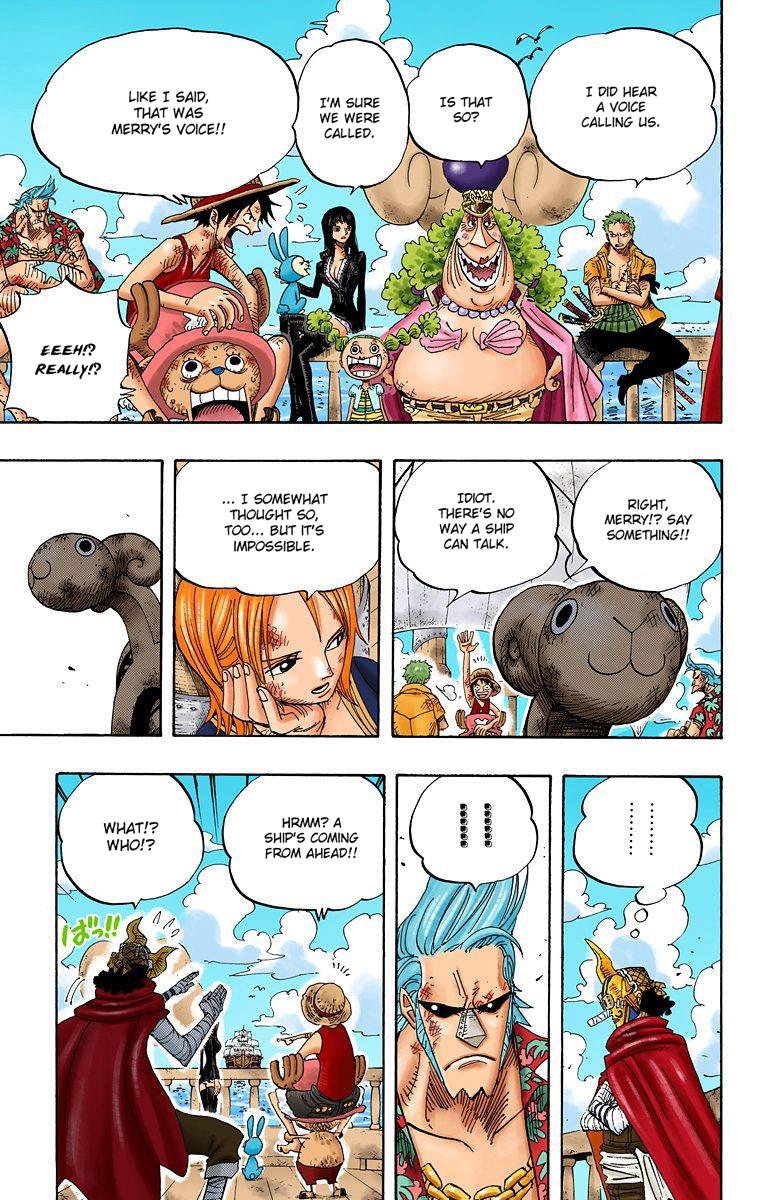 I DID HEAR
A VOICE
CALLING US.
IS THAT
SO?
I'M SURE
WE WERE
CALLED.
LIKE I SAID,
THAT WAS
MERRY'S VOICE!!
EEEH!?
REALLY!?
RIGHT,
MERRY!? SAY
SOMETHING!!
IDIOT.
THERE'S NO
WAY A SHIP
CAN TALK.
... I SOMEWHAT
THOUGHT SO,
TOO... BUT IT'S
IMPOSSIBLE.
HRMM? A
SHIP'S COMING
FROM AHEAD!!
WHAT!?
WHO!?
ばっ!!